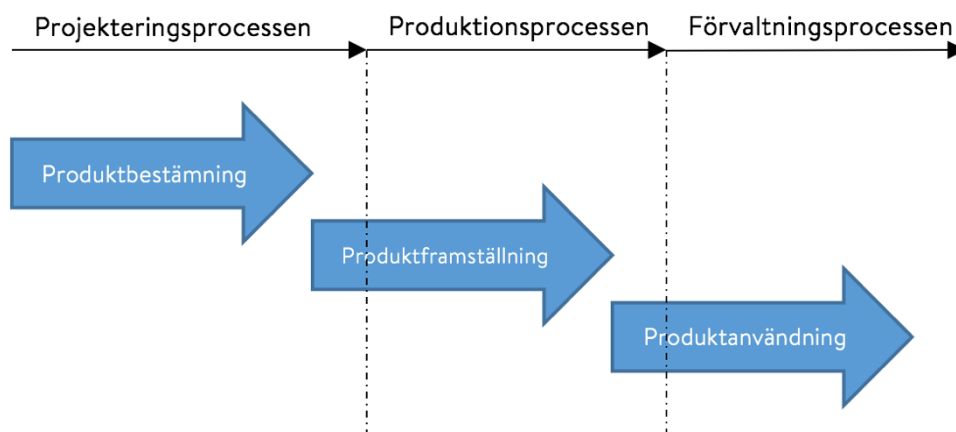 Projekteringsprocessen
Produktionsprocessen
Förvaltningsprocessen
Produktbestämning
Produktframställning
Produktanvändning